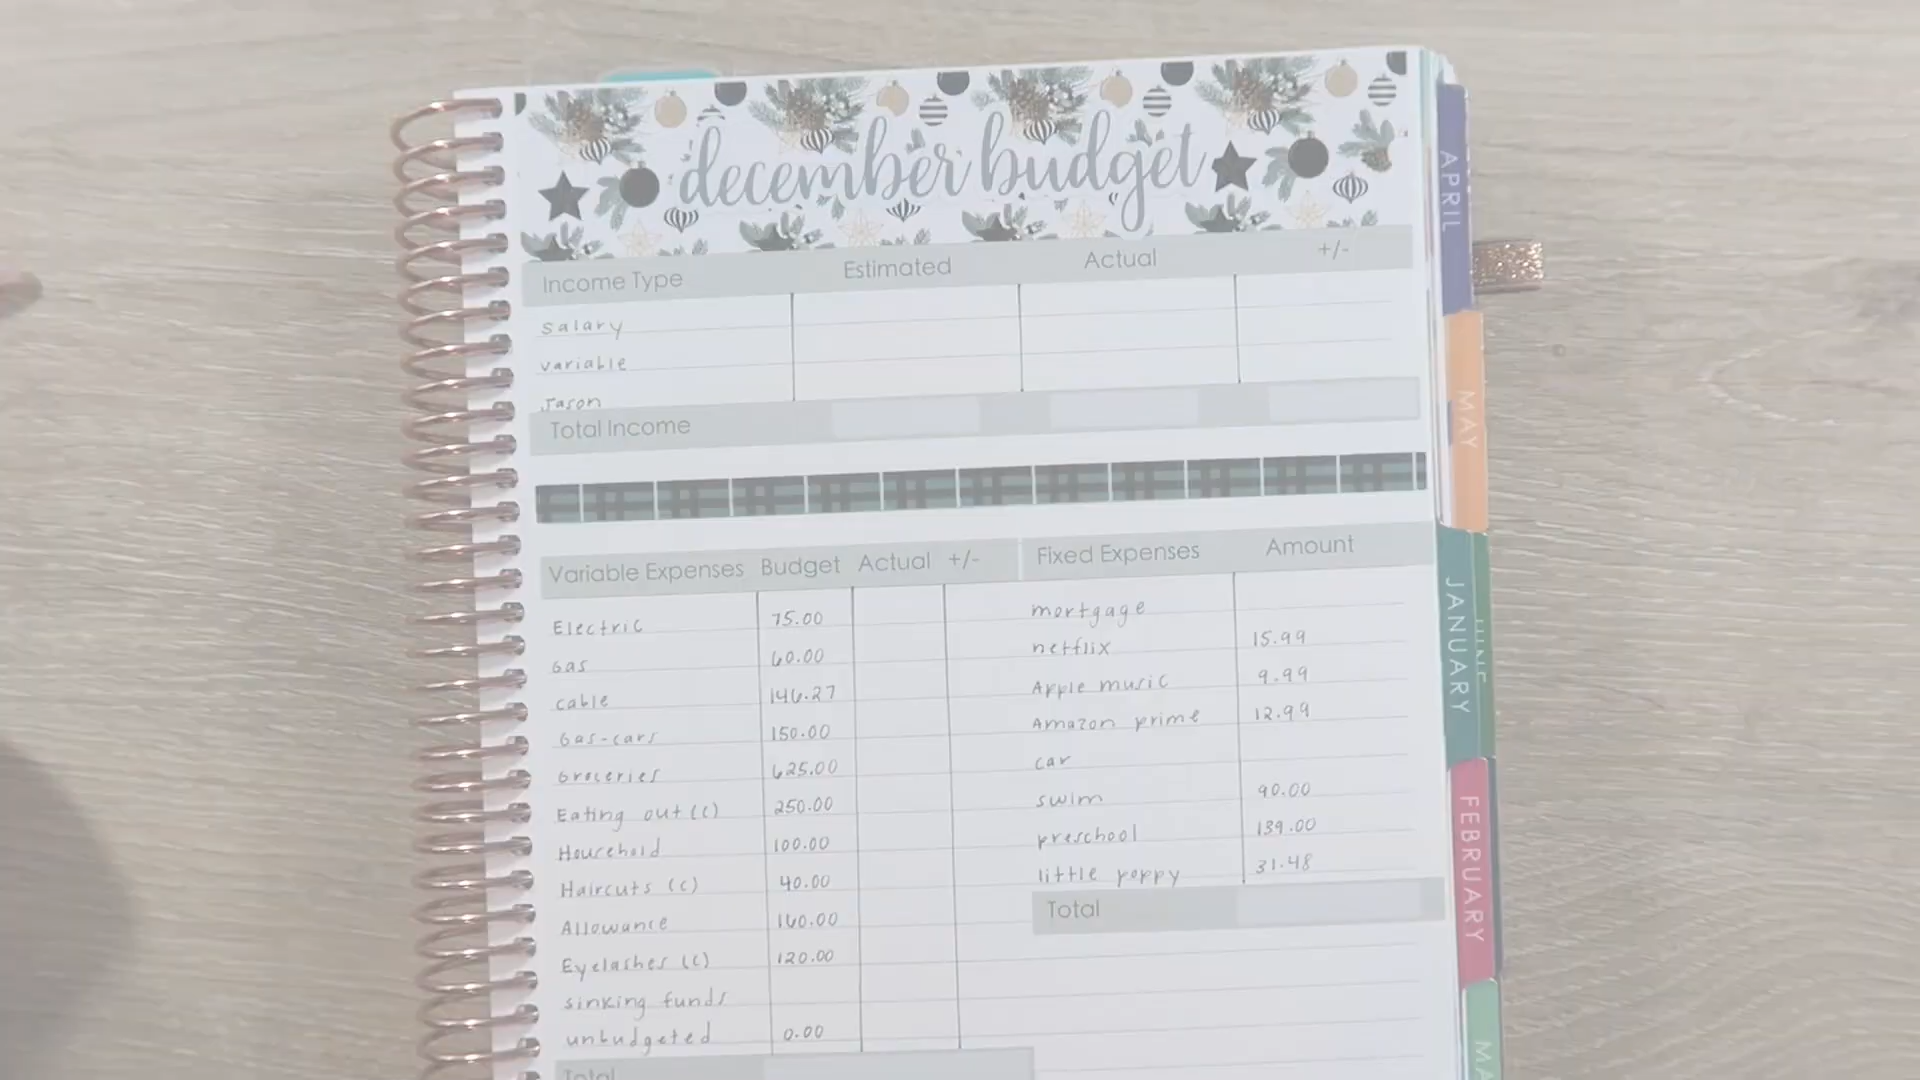 december budget
Income Type Estimated Actual +/-
salary
variable
Jason
Total Income
Variable Expenses Budget Actual +/-
Electric 75.00
Gas 60.00
cable 146.27
Gas-cars 150.00
Groceries 625.00
Eating out (c) 250.00
Household 100.00
Haircuts (c) 40.00
Allowance 160.00
Eyelashes (c) 120.00
sinking funds
unbudgeted 0.00
Total
Fixed Expenses Amount
mortgage
netflix 15.99
Apple music 9.99
Amazon prime 12.99
car
swim 90.00
preschool 139.00
little poppy 31.48
Total
APRIL
MAY
JUNE
JANUARY
FEBRUARY
MA